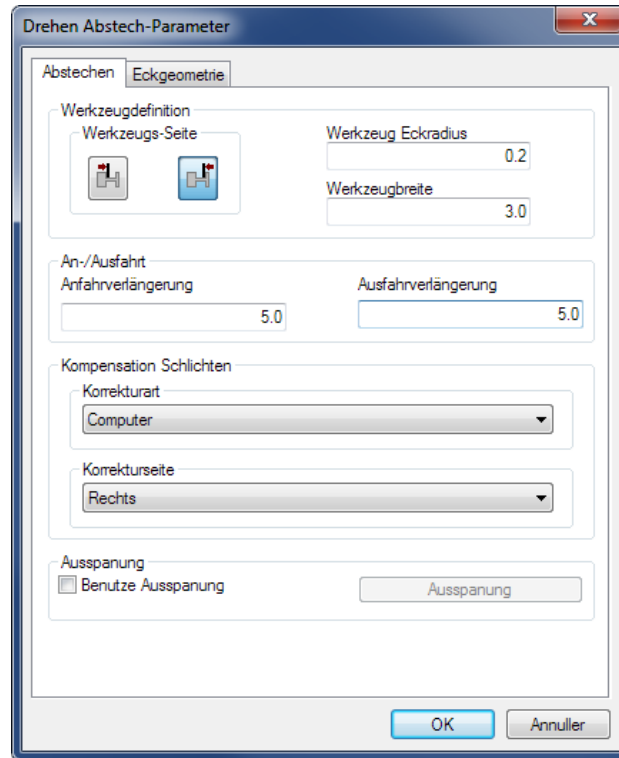 Drehen Abstech-Parameter
Abstechen
Eckgeometrie
Werkzeugdefinition
Werkzeugs-Seite
Werkzeug Eckradius
0.2
Werkzeugbreite
3.0
An-/Ausfahrt
Anfahrverlängerung
Ausfahrverlängerung
5.0
5.0
Kompensation Schlichten
Korrekturart
Computer
Korrekturseite
Rechts
Ausspanung
Benutze Ausspanung
Ausspanung
OK
Annuller